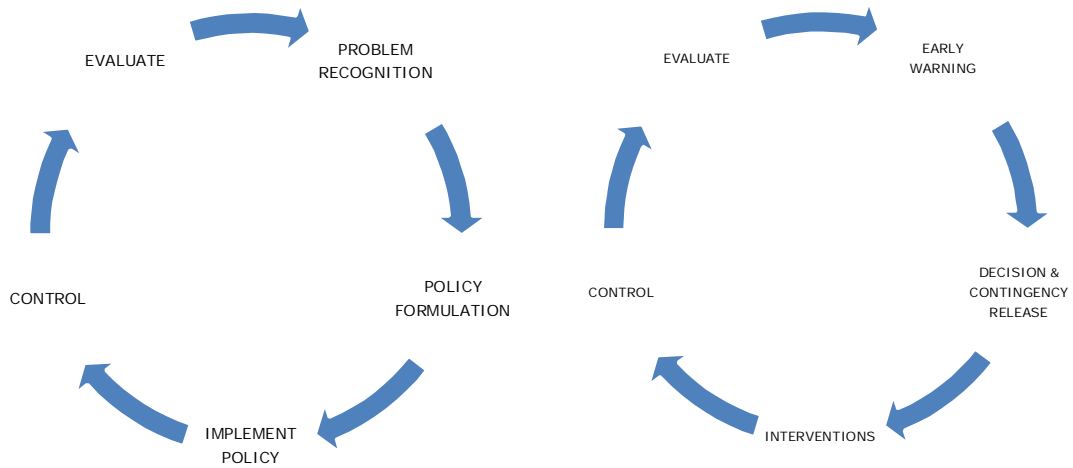 EVALUATE
PROBLEM
RECOGNITION
POLICY
FORMULATION
IMPLEMENT
POLICY
CONTROL
EVALUATE
EARLY
WARNING
DECISION &
CONTINGENCY
RELEASE
INTERVENTIONS
CONTROL